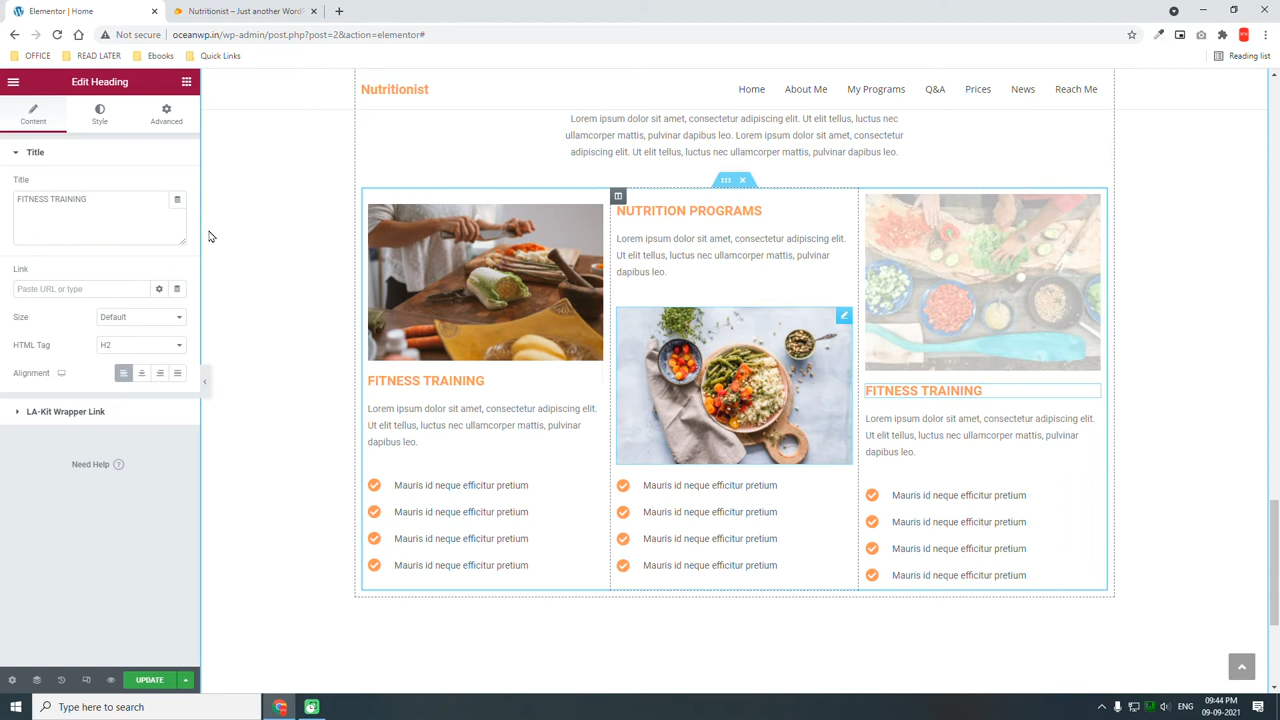 Elementor | Home
Nutritionist – Just another WordP
Not secure
oceanwp.in/wp-admin/post.php?post=2&action=elementor#
OFFICE
READ LATER
Ebooks
Quick Links
Reading list
Edit Heading
Content
Style
Advanced
Title
Title
FITNESS TRAINING
Link
Paste URL or type
Size
Default
HTML Tag
H2
Alignment
LA-Kit Wrapper Link
Need Help ?
UPDATE
Nutritionist
Home
About Me
My Programs
Q&A
Prices
News
Reach Me
Lorem ipsum dolor sit amet, consectetur adipiscing elit. Ut elit tellus, luctus nec
ullamcorper mattis, pulvinar dapibus leo. Lorem ipsum dolor sit amet, consectetur
adipiscing elit. Ut elit tellus, luctus nec ullamcorper mattis, pulvinar dapibus leo.
FITNESS TRAINING
Lorem ipsum dolor sit amet, consectetur adipiscing elit.
Ut elit tellus, luctus nec ullamcorper mattis, pulvinar
dapibus leo.
Mauris id neque efficitur pretium
Mauris id neque efficitur pretium
Mauris id neque efficitur pretium
Mauris id neque efficitur pretium
NUTRITION PROGRAMS
Lorem ipsum dolor sit amet, consectetur adipiscing elit.
Ut elit tellus, luctus nec ullamcorper mattis, pulvinar
dapibus leo.
Mauris id neque efficitur pretium
Mauris id neque efficitur pretium
Mauris id neque efficitur pretium
Mauris id neque efficitur pretium
FITNESS TRAINING
Lorem ipsum dolor sit amet, consectetur adipiscing elit.
Ut elit tellus, luctus nec ullamcorper mattis, pulvinar
dapibus leo.
Mauris id neque efficitur pretium
Mauris id neque efficitur pretium
Mauris id neque efficitur pretium
Mauris id neque efficitur pretium
Type here to search
ENG
09:44 PM
09-09-2021